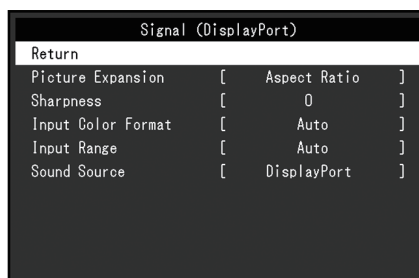 Signal (DisplayPort)
Return
Picture Expansion [ Aspect Ratio ]
Sharpness [ 0 ]
Input Color Format [ Auto ]
Input Range [ Auto ]
Sound Source [ DisplayPort ]